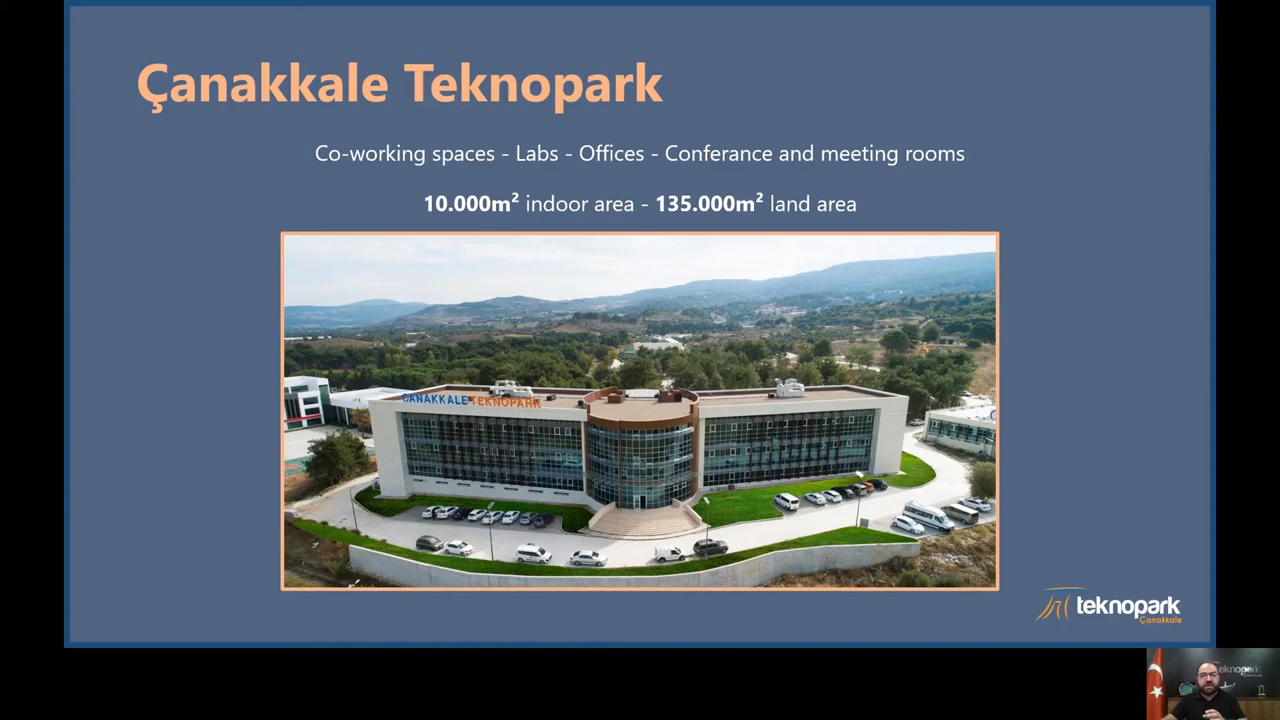 Çanakkale Teknopark
Co-working spaces - Labs - Offices - Conferance and meeting rooms
10.000m² indoor area - 135.000m² land area
ÇANAKKALE TEKNOPARK
teknopark
Çanakkale
Teknopark